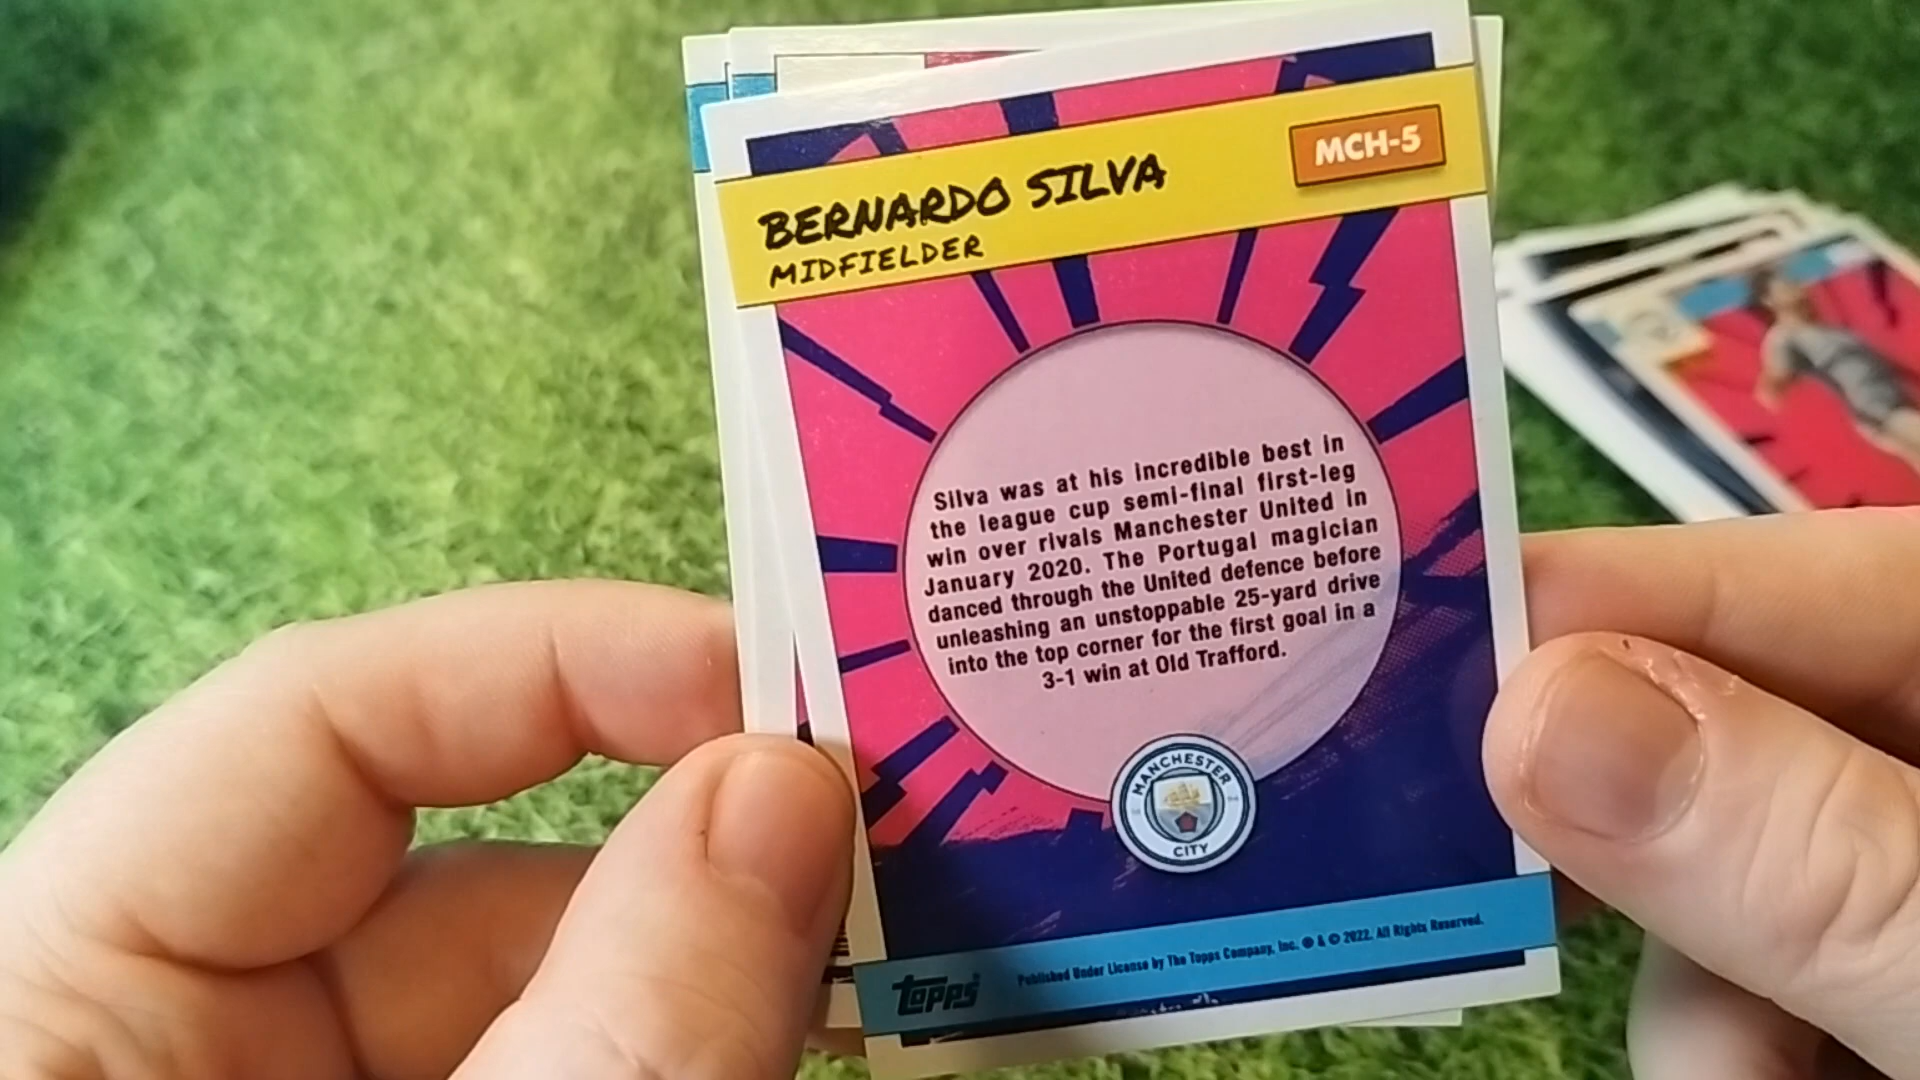 BERNARDO SILVA
MCH-5
MIDFIELDER
Silva was at his incredible best in
the league cup semi-final first-leg
win over rivals Manchester United in
January 2020. The Portugal magician
danced through the United defence before
unleashing an unstoppable 25-yard drive
into the top corner for the first goal in a
3-1 win at Old Trafford.
MANCHESTER
CITY
topps
Published Under License by The Topps Company, Inc. ® & © 2022. All Rights Reserved.